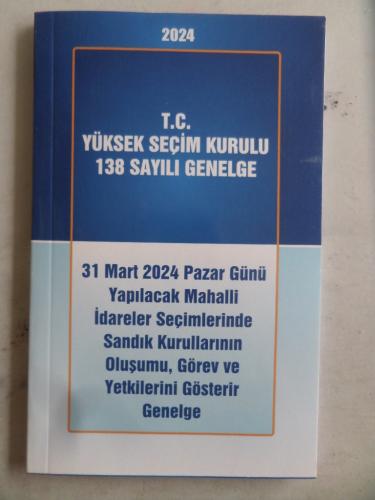 2024
T.C.
YÜKSEK SEÇİM KURULU
138 SAYILI GENELGE
31 Mart 2024 Pazar Günü
Yapılacak Mahalli
İdareler Seçimlerinde
Sandık Kurullarının
Oluşumu, Görev ve
Yetkilerini Gösterir
Genelge